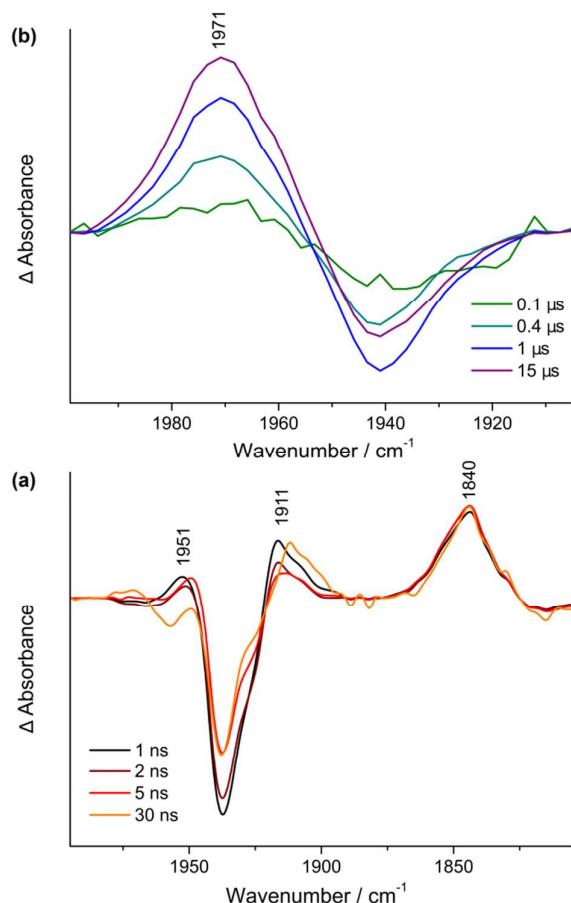 (b)
1971
Δ Absorbance
0.1 µs
0.4 µs
1 µs
15 µs
1980 1960 1940 1920
Wavenumber / cm⁻¹
(a)
1951
1911
1840
Δ Absorbance
1 ns
2 ns
5 ns
30 ns
1950 1900 1850
Wavenumber / cm⁻¹